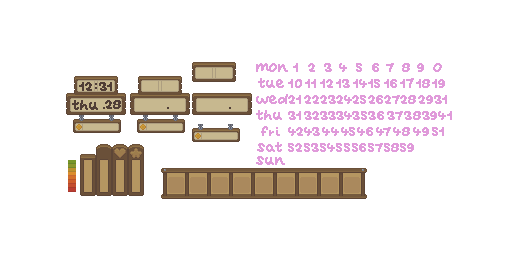 12:31
thu .28
.
.
mon 1 2 3 4 5 6 7 8 9 0
tue 10 11 12 13 14 15 16 17 18 19
wed 21 22 23 24 25 26 27 28 29 31
thu 31 32 33 34 35 36 37 38 39 41
fri 42 43 44 45 46 47 48 49 51
sat 52 53 54 55 56 57 58 59
sun